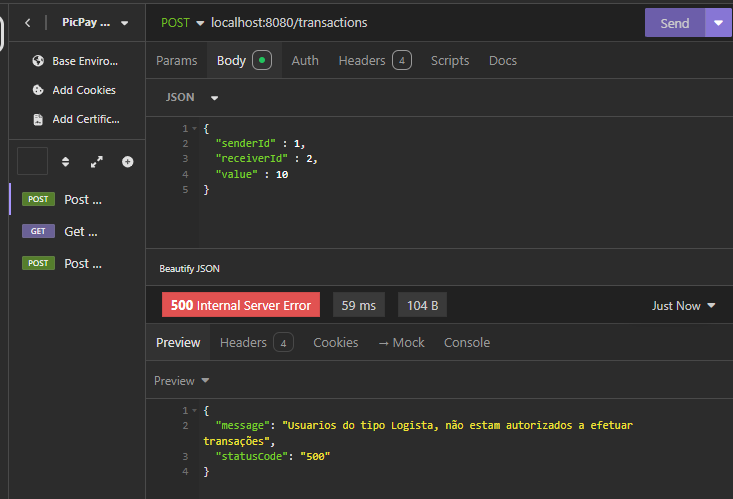 PicPay ...
POST localhost:8080/transactions
Send
Base Enviro...
Add Cookies
Add Certific...
POST Post ...
GET Get ...
POST Post ...
Params Body Auth Headers 4 Scripts Docs
JSON
1 {
2 "senderId" : 1,
3 "receiverId" : 2,
4 "value" : 10
5 }
Beautify JSON
500 Internal Server Error 59 ms 104 B Just Now
Preview Headers 4 Cookies → Mock Console
Preview
1 {
2 "message": "Usuarios do tipo Logista, não estam autorizados a efetuar
transações",
3 "statusCode": "500"
4 }